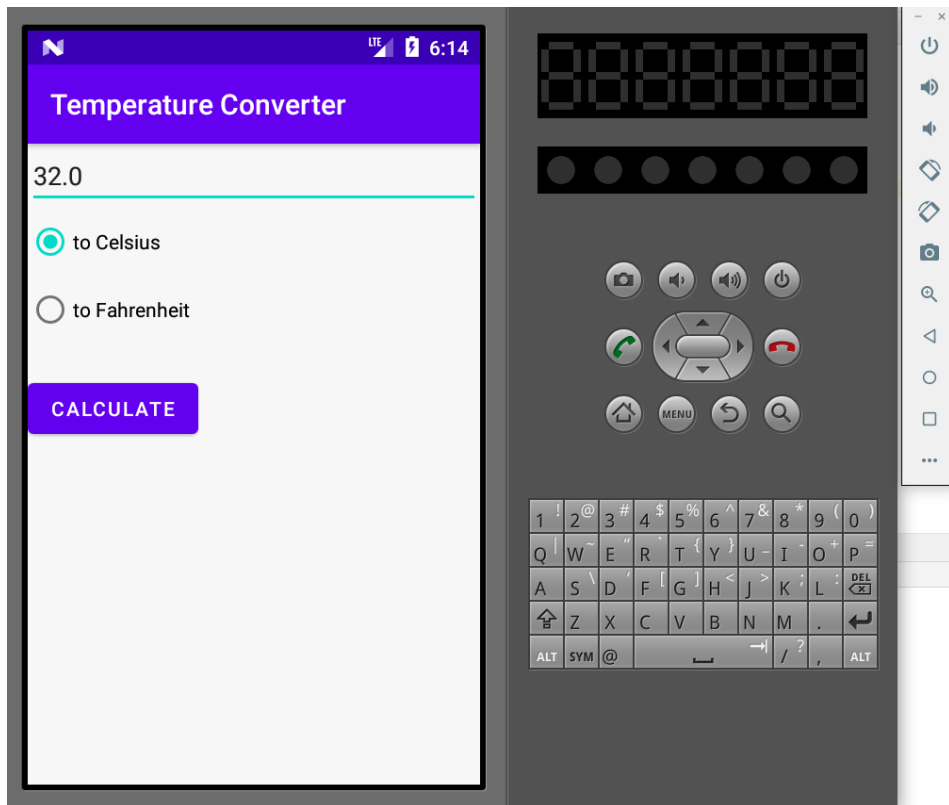 LTE 6:14
Temperature Converter
32.0
to Celsius
to Fahrenheit
CALCULATE
MENU
1 ! 2 @ 3 # 4 $ 5 % 6 ^ 7 & 8 * 9 ( 0 )
Q | W ~ E " R ` T { Y } U _ I - O + P =
A S \ D ' F [ G ] H < J > K ; L : DEL
Z X C V B N M .
ALT SYM @ / ? , ALT